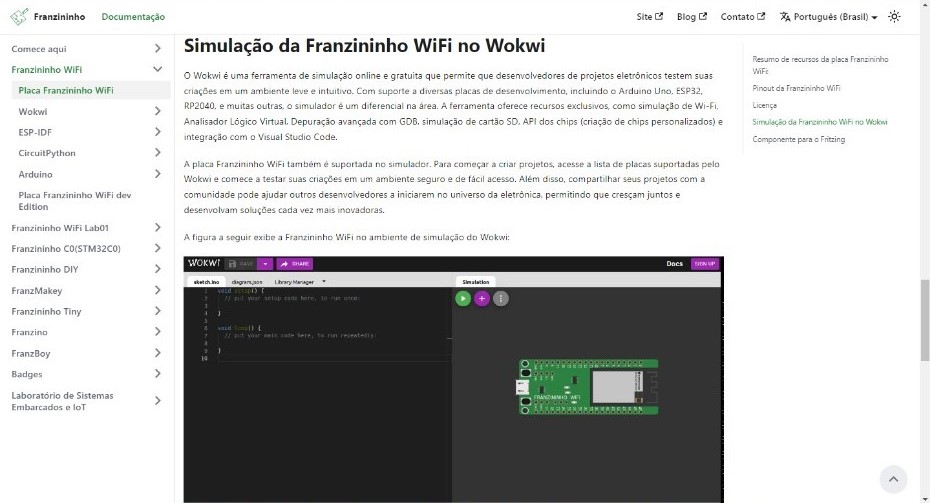 Franzininho
Documentação
Site
Blog
Contato
Português (Brasil)
Comece aqui
Franzininho WiFi
Placa Franzininho WiFi
Wokwi
ESP-IDF
CircuitPython
Arduino
Placa Franzininho WiFi dev
Edition
Franzininho WiFi Lab01
Franzininho C0(STM32C0)
Franzininho DIY
FranzMakey
Franzininho Tiny
Franzino
FranzBoy
Badges
Laboratório de Sistemas
Embarcados e IoT
Simulação da Franzininho WiFi no Wokwi
O Wokwi é uma ferramenta de simulação online e gratuita que permite que desenvolvedores de projetos eletrônicos testem suas
criações em um ambiente leve e intuitivo. Com suporte a diversas placas de desenvolvimento, incluindo o Arduino Uno, ESP32,
RP2040, e muitas outras, o simulador é um diferencial na área. A ferramenta oferece recursos exclusivos, como simulação de Wi-Fi,
Analisador Lógico Virtual, Depuração avançada com GDB, simulação de cartão SD, API dos chips (criação de chips personalizados) e
integração com o Visual Studio Code.
A placa Franzininho WiFi também é suportada no simulador. Para começar a criar projetos, acesse a lista de placas suportadas pelo
Wokwi e comece a testar suas criações em um ambiente seguro e de fácil acesso. Além disso, compartilhar seus projetos com a
comunidade pode ajudar outros desenvolvedores a iniciarem no universo da eletrônica, permitindo que cresçam juntos e
desenvolvam soluções cada vez mais inovadoras.
A figura a seguir exibe a Franzininho WiFi no ambiente de simulação do Wokwi:
WOKWI
SAVE
SHARE
Docs
SIGN UP
sketch.ino
diagram.json
Library Manager
Simulation
1 void setup() {
2 // put your setup code here, to run once:
3
4 }
5
6 void loop() {
7 // put your main code here, to run repeatedly:
8
9 }
10
FRANZININHO WIFI
Resumo de recursos da placa Franzininho
WiFi:
Pinout da Franzininho WiFi
Licença
Simulação da Franzininho WiFi no Wokwi
Componente para o Fritzing